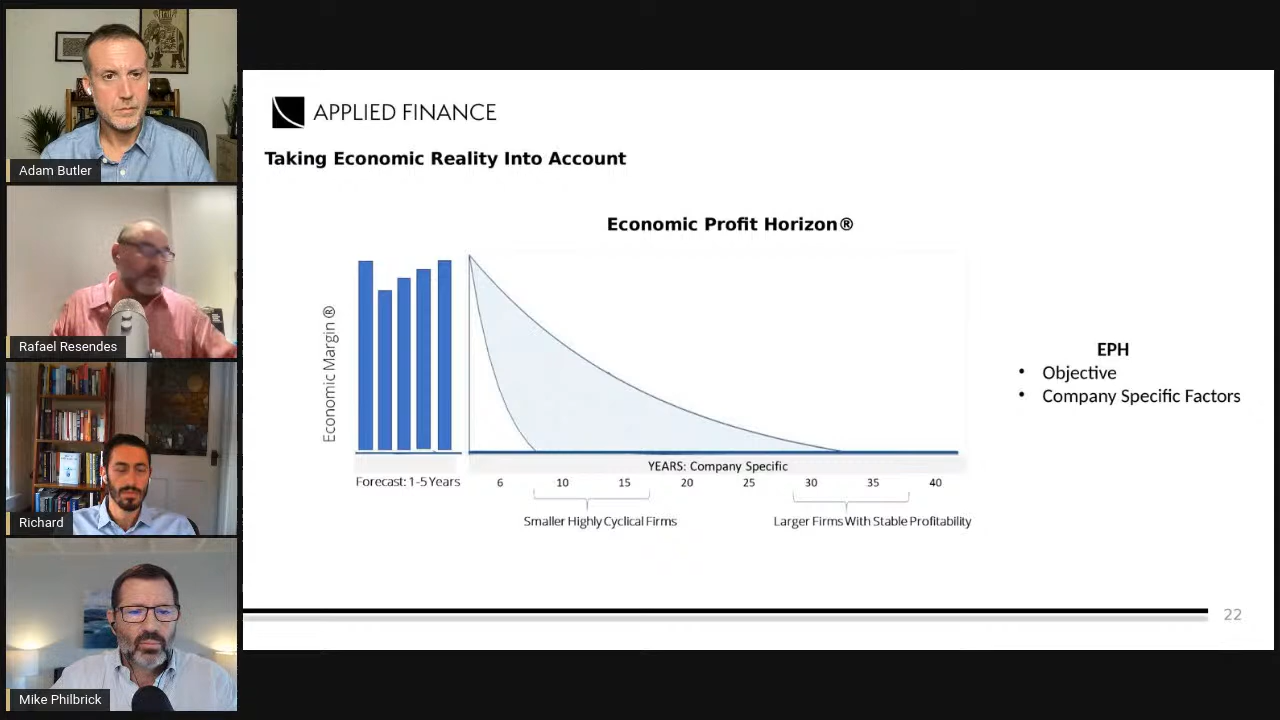 Adam Butler
Rafael Resendes
Richard
Mike Philbrick
APPLIED FINANCE
Taking Economic Reality Into Account
Economic Profit Horizon®
Economic Margin ®
Forecast: 1-5 Years
YEARS: Company Specific
6 10 15 20 25 30 35 40
Smaller Highly Cyclical Firms
Larger Firms With Stable Profitability
EPH
• Objective
• Company Specific Factors
22